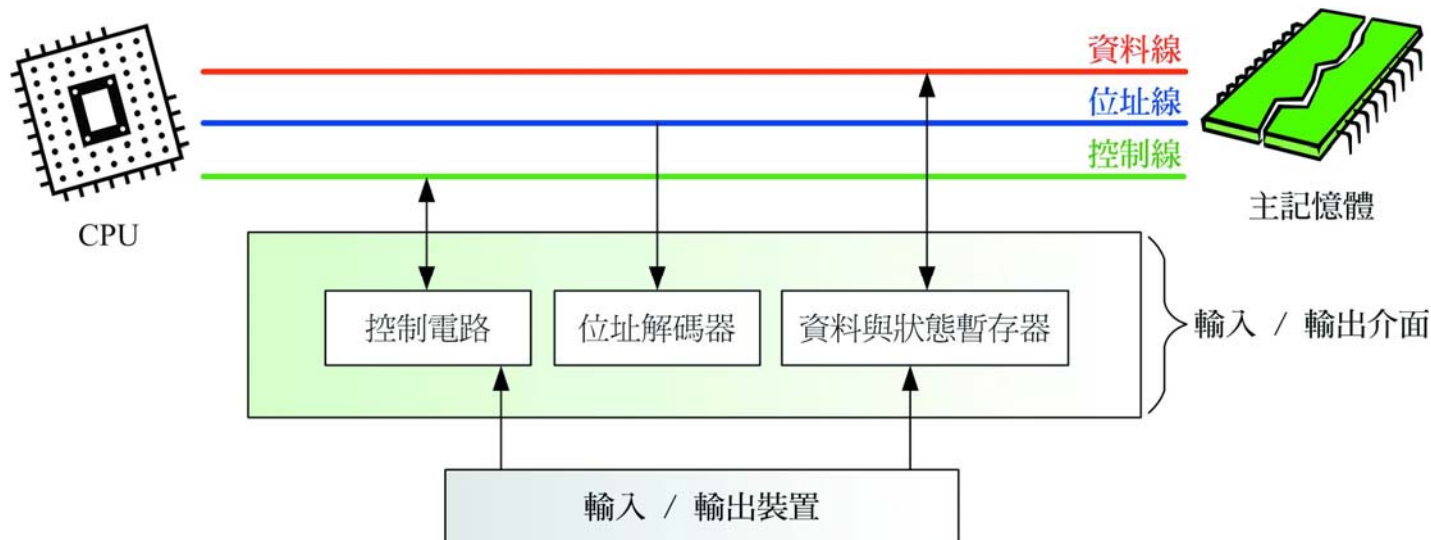 資料線
位址線
控制線
CPU
主記憶體
控制電路
位址解碼器
資料與狀態暫存器
輸入 / 輸出介面
輸入 / 輸出裝置